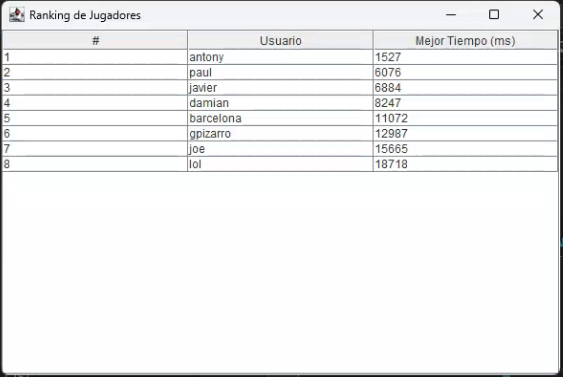 Ranking de Jugadores
# Usuario Mejor Tiempo (ms)
1 antony 1527
2 paul 6076
3 javier 6884
4 damian 8247
5 barcelona 11072
6 gpizarro 12987
7 joe 15665
8 lol 18718